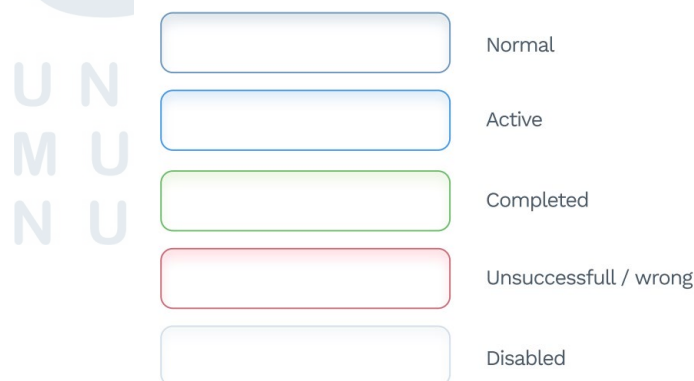 U N
M U
N U
Normal
Active
Completed
Unsuccessfull / wrong
Disabled